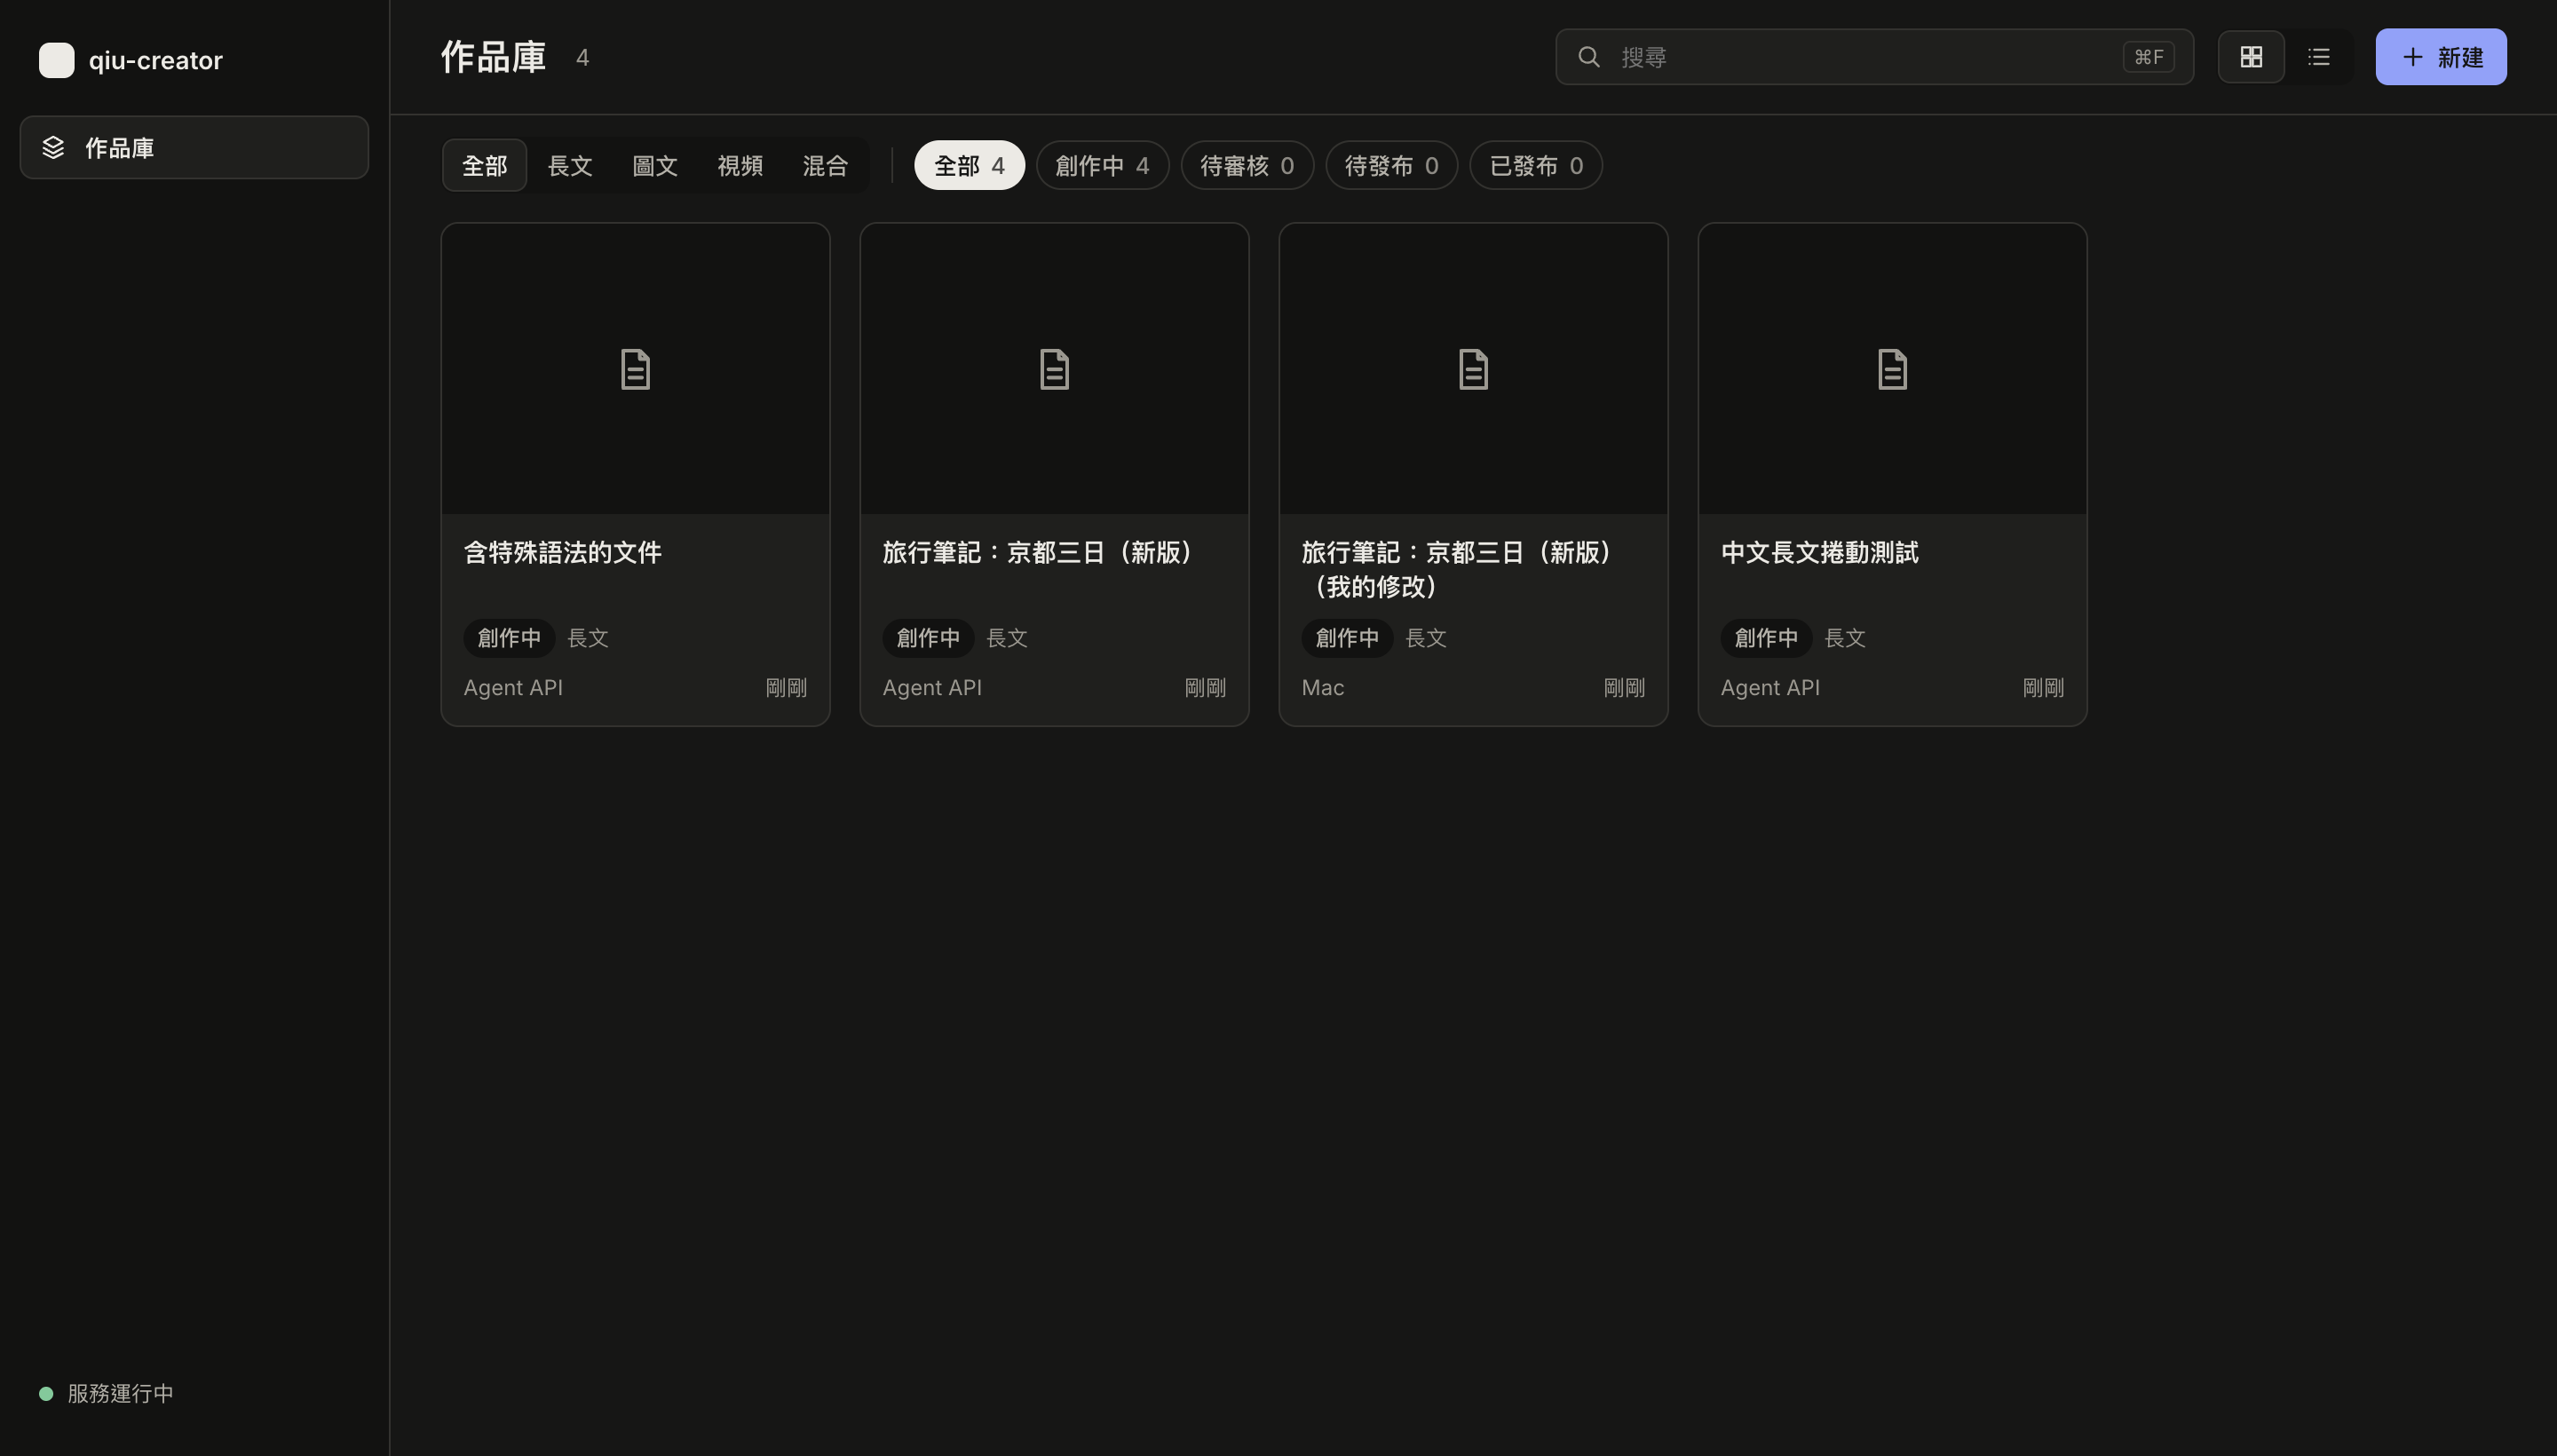 qiu-creator
作品庫
服務運行中
作品庫 4
搜尋 ⌘F
新建
全部 長文 圖文 視頻 混合
全部 4 創作中 4 待審核 0 待發布 0 已發布 0
含特殊語法的文件
創作中 長文
Agent API 剛剛
旅行筆記：京都三日（新版）
創作中 長文
Agent API 剛剛
旅行筆記：京都三日（新版）
（我的修改）
創作中 長文
Mac 剛剛
中文長文捲動測試
創作中 長文
Agent API 剛剛